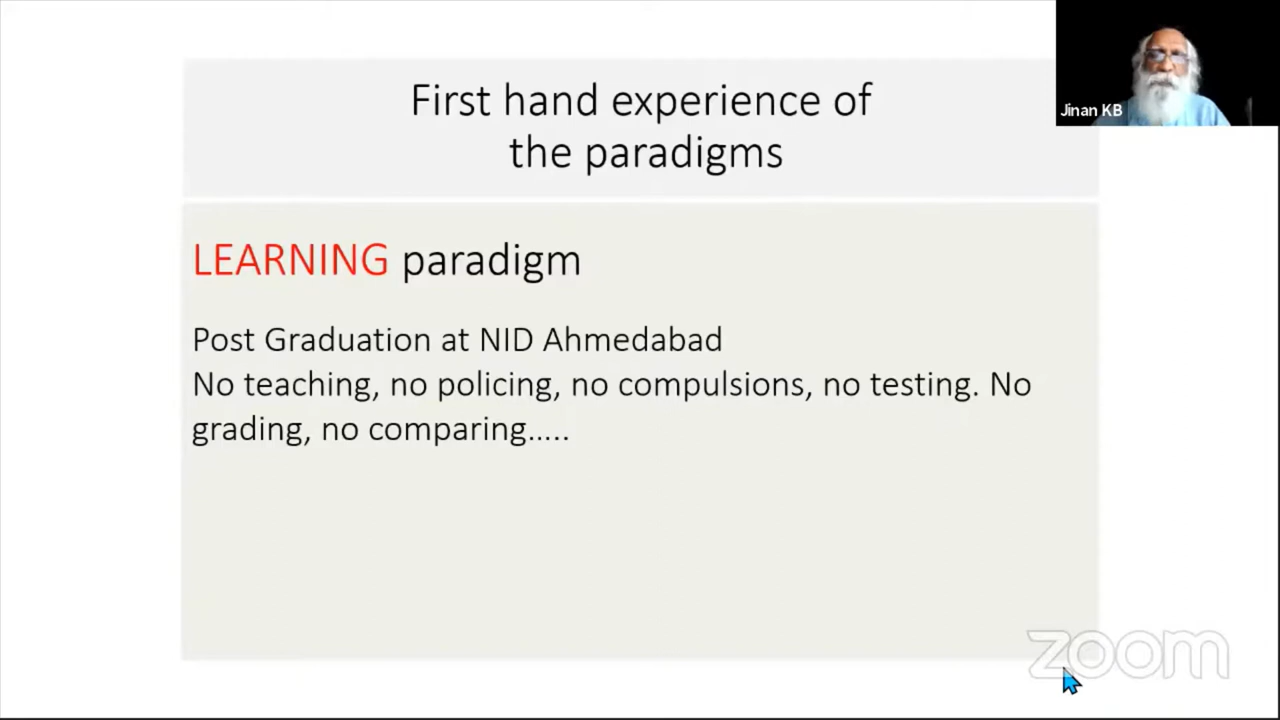 First hand experience of
the paradigms
Jinan KB
LEARNING paradigm
Post Graduation at NID Ahmedabad
No teaching, no policing, no compulsions, no testing. No
grading, no comparing…..
zoom